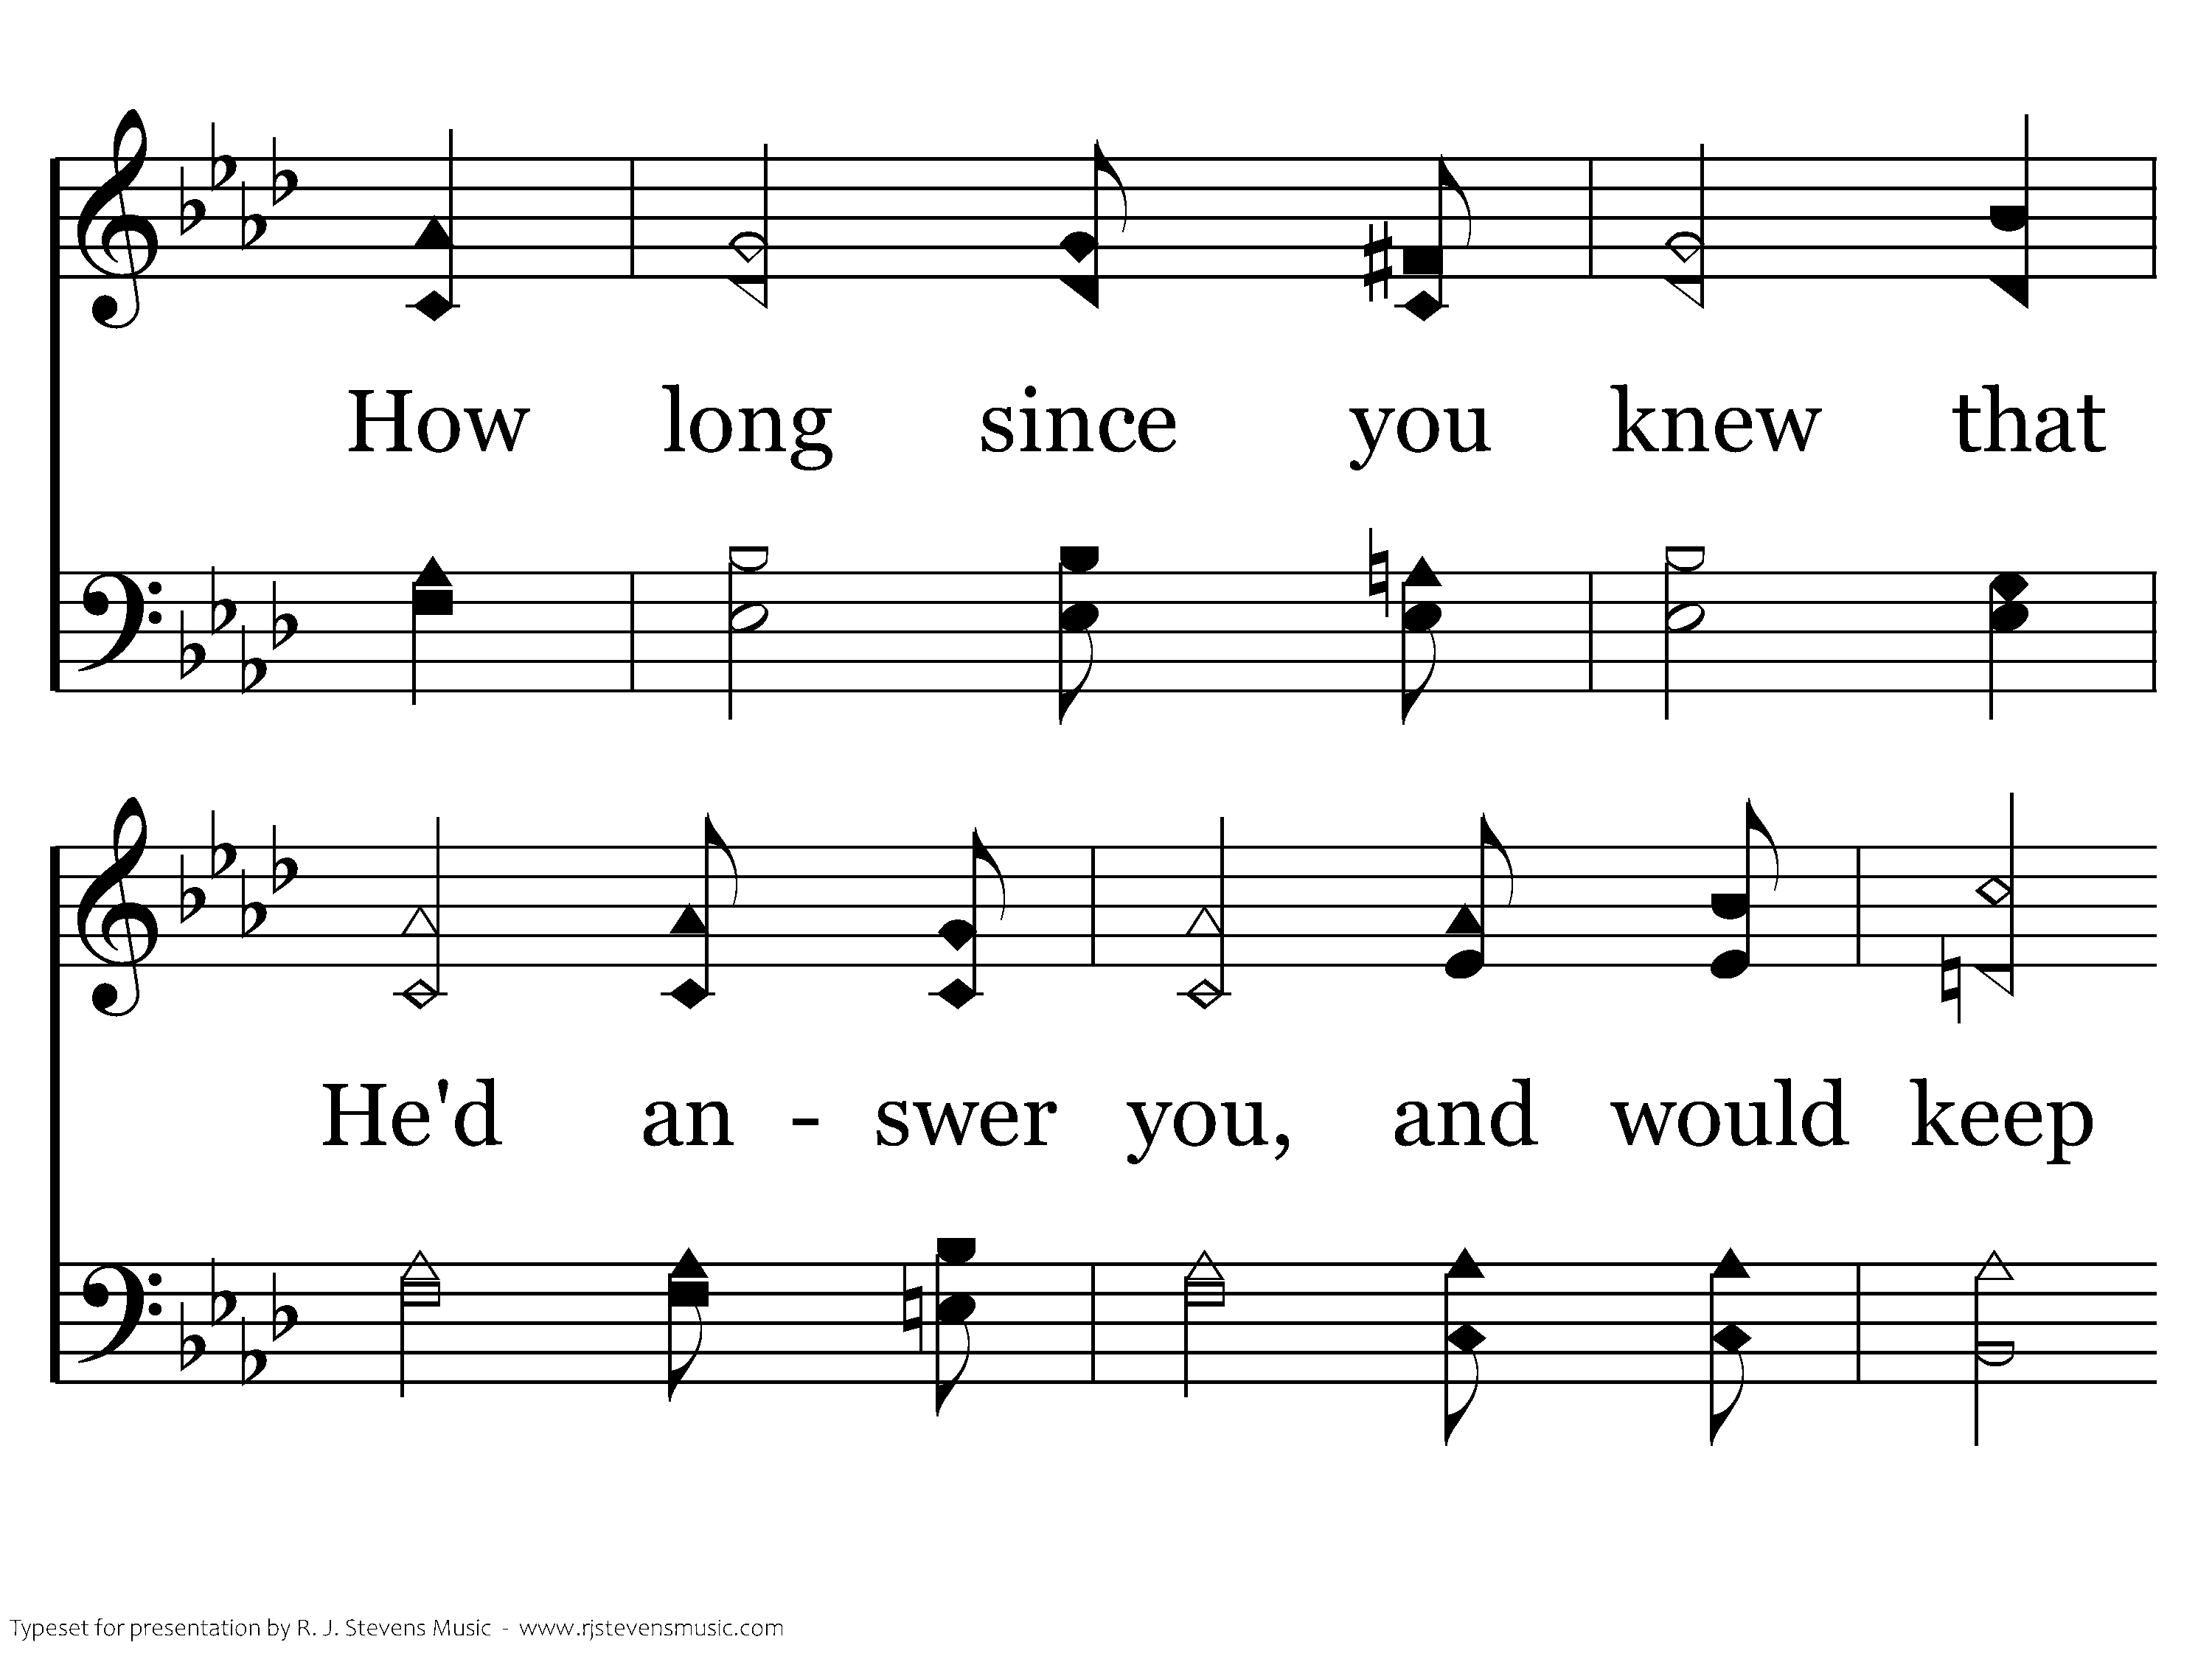 How long since you knew that
He'd an - swer you, and would keep
Typeset for presentation by R. J. Stevens Music - www.rjstevensmusic.com